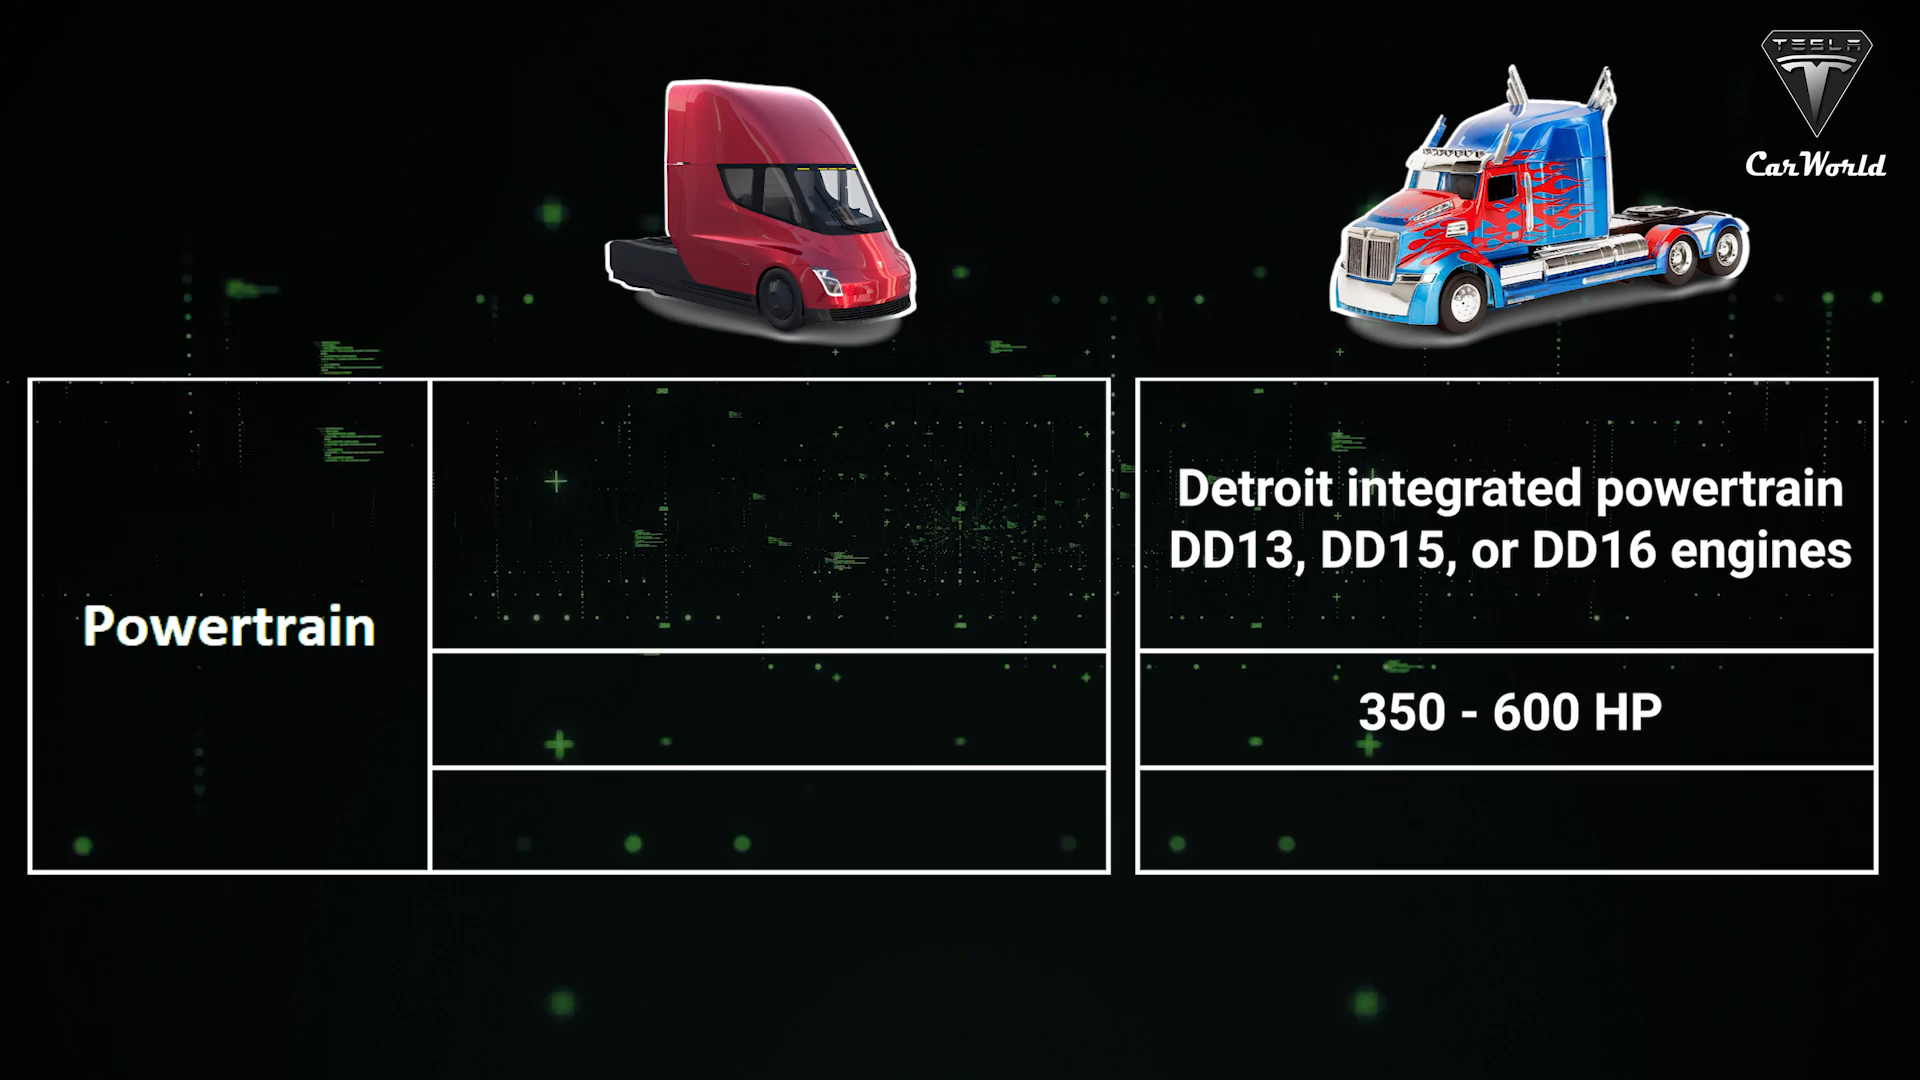 TESLA
CarWorld
Detroit integrated powertrain
DD13, DD15, or DD16 engines
Powertrain
350 - 600 HP